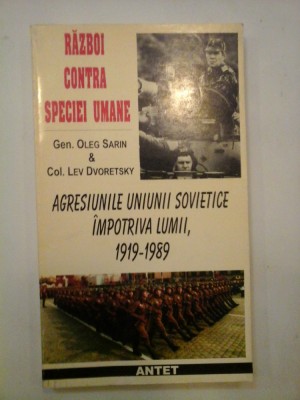 RĂZBOI
CONTRA
SPECIEI UMANE
Gen. OLEG SARIN
&
Col. LEV DVORETSKY
AGRESIUNILE UNIUNII SOVIETICE
ÎMPOTRIVA LUMII,
1919-1989
ANTET